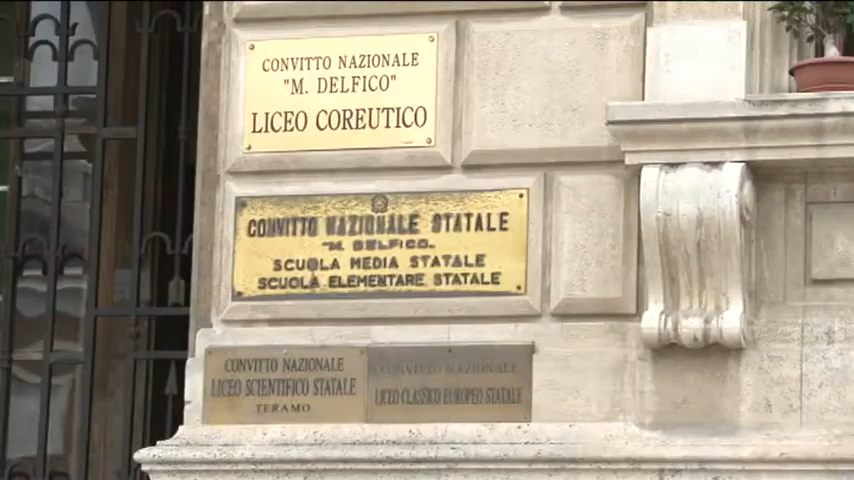 CONVITTO NAZIONALE
"M. DELFICO"
LICEO COREUTICO
CONVITTO NAZIONALE STATALE
"M. DELFICO"
SCUOLA MEDIA STATALE
SCUOLA ELEMENTARE STATALE
CONVITTO NAZIONALE
LICEO SCIENTIFICO STATALE
TERAMO
CONVITTO NAZIONALE
LICEO CLASSICO EUROPEO STATALE